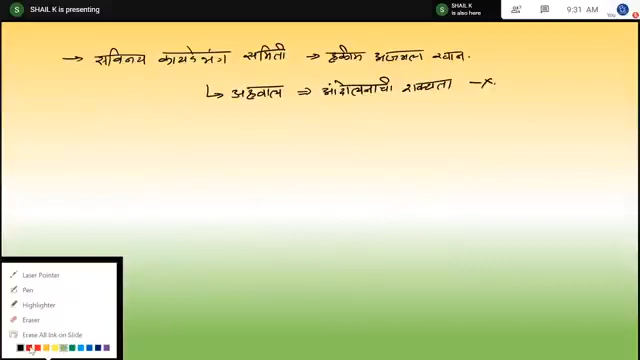 SHAIL K is presenting
SHAIL K
is also here
9:31 AM
You
→ सविनय कायदेभंग समिती ⇒ हकीम अजमल खान.
↳ अहवाल ⇒ आंदोलनाची शक्यता –x.
Laser Pointer
Pen
Highlighter
Eraser
Erase All Ink on Slide